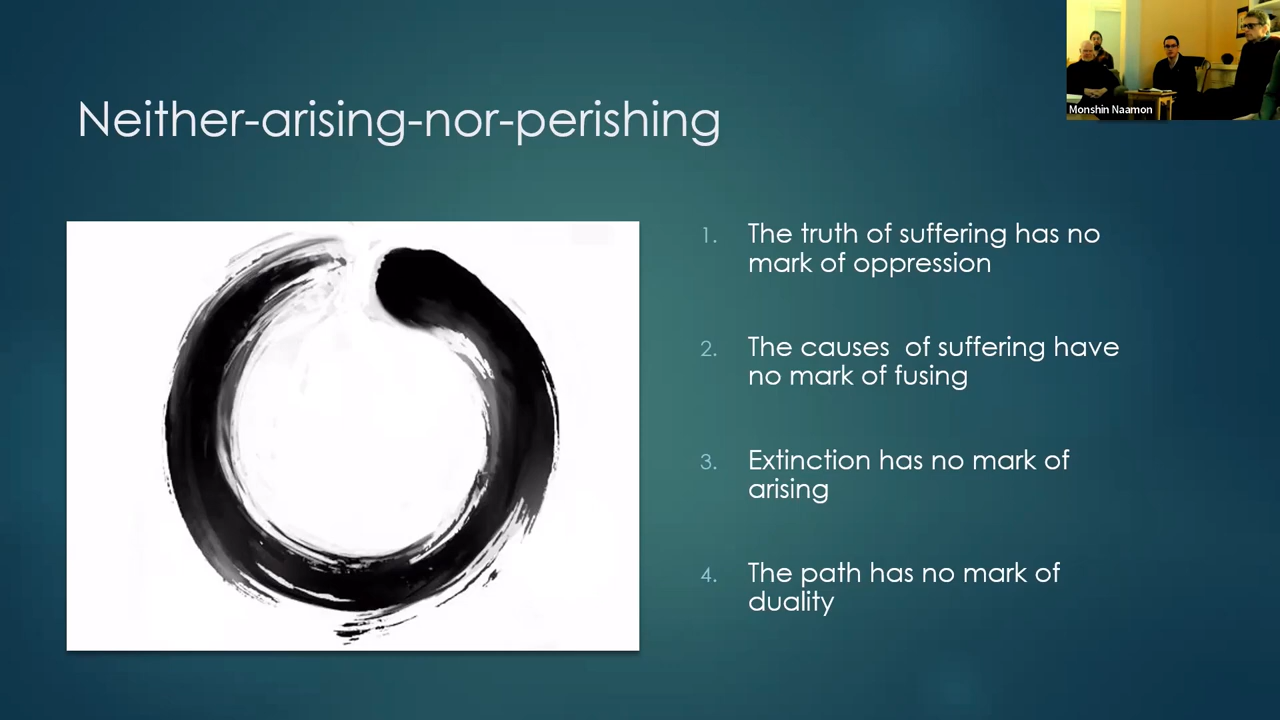 Neither-arising-nor-perishing
Monshin Naamon
1. The truth of suffering has no
mark of oppression
2. The causes  of suffering have
no mark of fusing
3. Extinction has no mark of
arising
4. The path has no mark of
duality